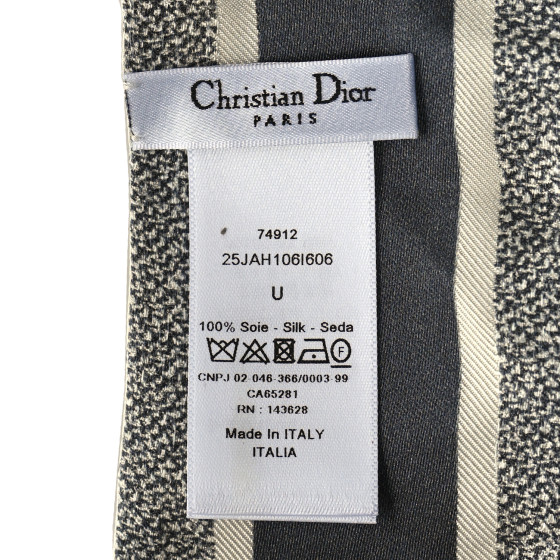 Christian Dior
PARIS
74912
25JAH106I606
U
100% Soie - Silk - Seda
F
CNPJ 02-046-366/0003-99
CA65281
RN : 143628
Made In ITALY
ITALIA